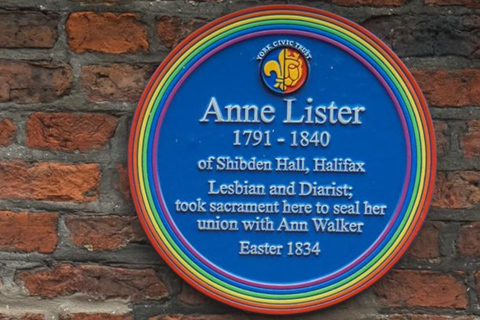 YORK CIVIC TRUST
Anne Lister
1791 - 1840
of Shibden Hall, Halifax
Lesbian and Diarist;
took sacrament here to seal her
union with Ann Walker
Easter 1834